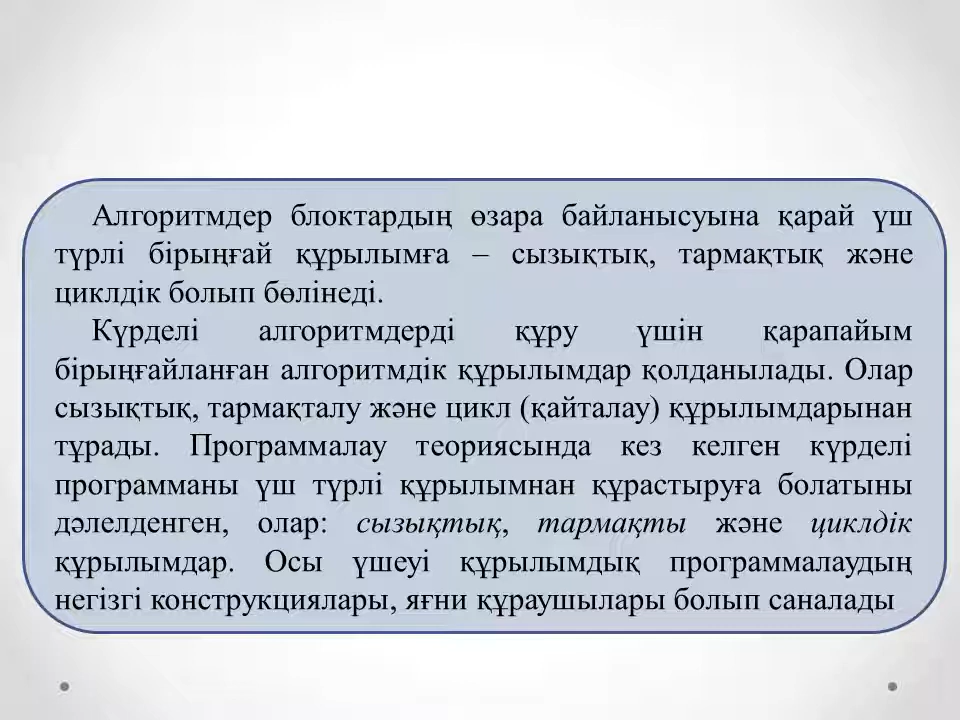 Алгоритмдер блоктардың өзара байланысуына қарай үш
түрлі бірыңғай құрылымға – сызықтық, тармақтық және
циклдік болып бөлінеді.
Күрделі алгоритмдерді құру үшін қарапайым
бірыңғайланған алгоритмдік құрылымдар қолданылады. Олар
сызықтық, тармақталу және цикл (қайталау) құрылымдарынан
тұрады. Программалау теориясында кез келген күрделі
программаны үш түрлі құрылымнан құрастыруға болатыны
дәлелденген, олар: сызықтық, тармақты және циклдік
құрылымдар. Осы үшеуі құрылымдық программалаудың
негізгі конструкциялары, яғни құраушылары болып саналады